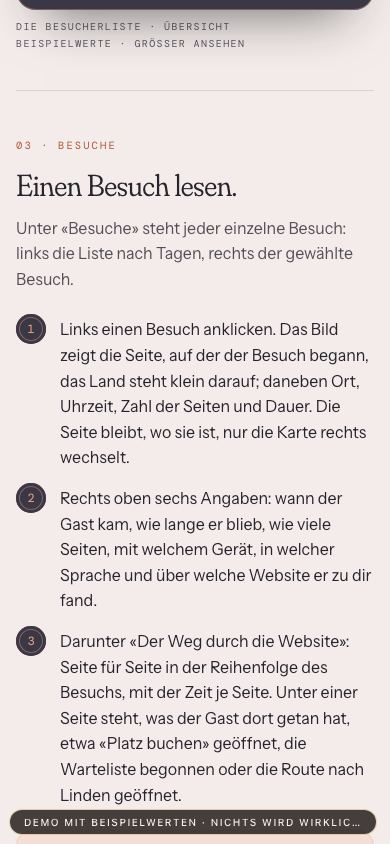 DIE BESUCHERLISTE · ÜBERSICHT
BEISPIELWERTE · GRÖSSER ANSEHEN
03 · BESUCHE
Einen Besuch lesen.
Unter «Besuche» steht jeder einzelne Besuch:
links die Liste nach Tagen, rechts der gewählte
Besuch.
1 Links einen Besuch anklicken. Das Bild
zeigt die Seite, auf der der Besuch begann,
das Land steht klein darauf; daneben Ort,
Uhrzeit, Zahl der Seiten und Dauer. Die
Seite bleibt, wo sie ist, nur die Karte rechts
wechselt.
2 Rechts oben sechs Angaben: wann der
Gast kam, wie lange er blieb, wie viele
Seiten, mit welchem Gerät, in welcher
Sprache und über welche Website er zu dir
fand.
3 Darunter «Der Weg durch die Website»:
Seite für Seite in der Reihenfolge des
Besuchs, mit der Zeit je Seite. Unter einer
Seite steht, was der Gast dort getan hat,
etwa «Platz buchen» geöffnet, die
Warteliste begonnen oder die Route nach
Linden geöffnet.
DEMO MIT BEISPIELWERTEN · NICHTS WIRD WIRKLIC…